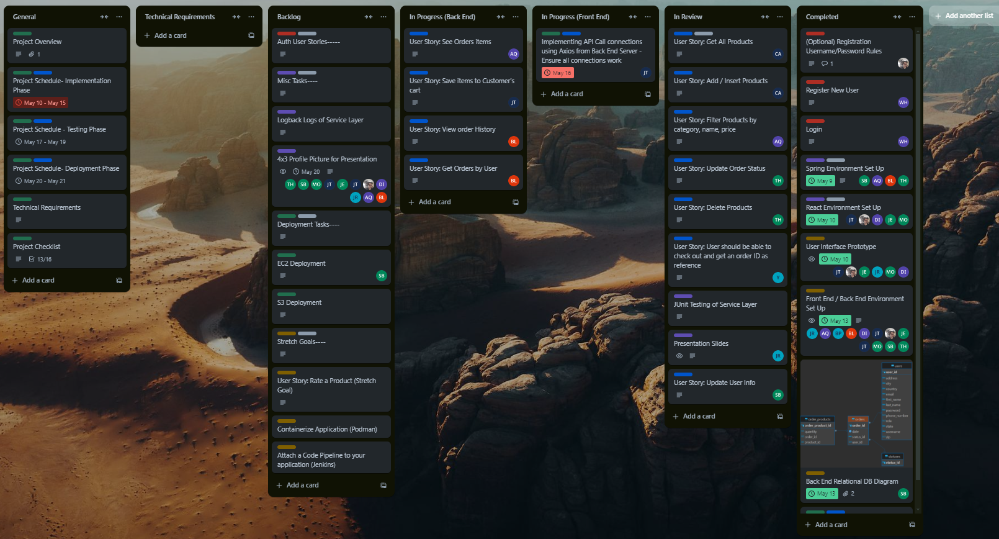 General
Project Overview
1
Project Schedule- Implementation
Phase
May 10 - May 15
Project Schedule - Testing Phase
May 17 - May 19
Project Schedule- Deployment Phase
May 20 - May 21
Technical Requirements
Project Checklist
13/16
+ Add a card
Technical Requirements
+ Add a card
Backlog
Auth User Stories-----
Misc Tasks----
Logback Logs of Service Layer
4x3 Profile Picture for Presentation
May 20
TH SB MO JT JE JT DI
JR AQ BL
Deployment Tasks----
EC2 Deployment
SB
S3 Deployment
Stretch Goals----
User Story: Rate a Product (Stretch
Goal)
Containerize Application (Podman)
Attach a Code Pipeline to your
application (Jenkins)
+ Add a card
In Progress (Back End)
User Story: See Orders items
AQ
User Story: Save items to Customer's
cart
JT
User Story: View order History
BL
User Story: Get Orders by User
BL
+ Add a card
In Progress (Front End)
Implementing API Call connections
using Axios from Back End Server -
Ensure all connections work
May 16
JT
+ Add a card
In Review
User Story: Get All Products
CA
User Story: Add / Insert Products
CA
User Story: Filter Products by
category, name, price
AQ
User Story: Update Order Status
TH
User Story: Delete Products
TH
User Story: User should be able to
check out and get an order ID as
reference
Y
JUnit Testing of Service Layer
Presentation Slides
JR
User Story: Update User Info
SB
+ Add a card
Completed
(Optional) Registration
Username/Password Rules
1
Register New User
WH
Login
WH
Spring Environment Set Up
May 9
SB AQ BL TH
React Environment Set Up
May 10
JT DI JE MO
User Interface Prototype
May 10
JT JE JR MO DI
Front End / Back End Environment
Set Up
May 13
JR AQ BP BL DI JT JE
JT MO SB TH
users
user_id
address
city
country
email
first_name
last_name
password
phone_number
role
state
username
zip
order_products
order_product_id
quantity
order_id
product_id
orders
order_id
date
status_id
user_id
statuses
status_id
Back End Relational DB Diagram
May 13
2
SB
+ Add a card
+ Add another list